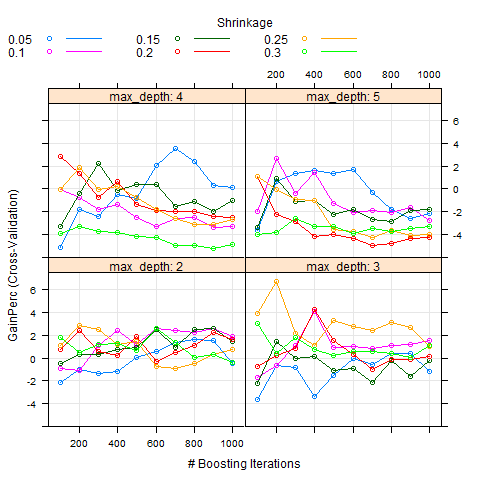 Shrinkage
0.05 0.15 0.25
0.1 0.2 0.3
200 400 600 800 1000
max_depth: 4 max_depth: 5
6
4
2
0
-2
-4
GainPerc (Cross-Validation)
max_depth: 2 max_depth: 3
6
4
2
0
-2
-4
200 400 600 800 1000
# Boosting Iterations